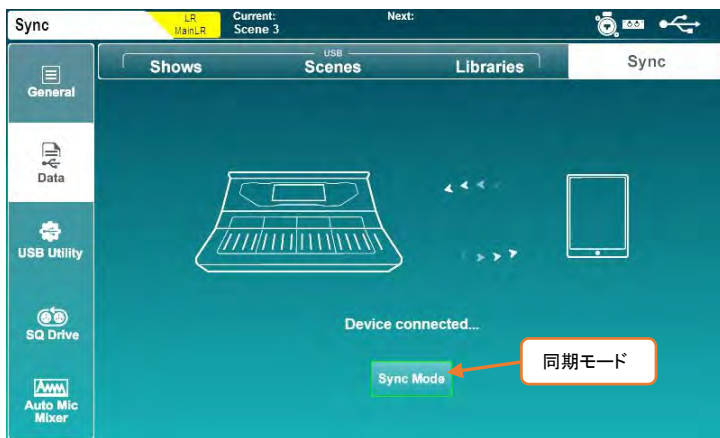 Sync
LR
MainLR
Current:
Scene 3
Next:
General
Data
USB Utility
SQ Drive
Auto Mic
Mixer
USB
Shows
Scenes
Libraries
Sync
Device connected...
Sync Mode
同期モード